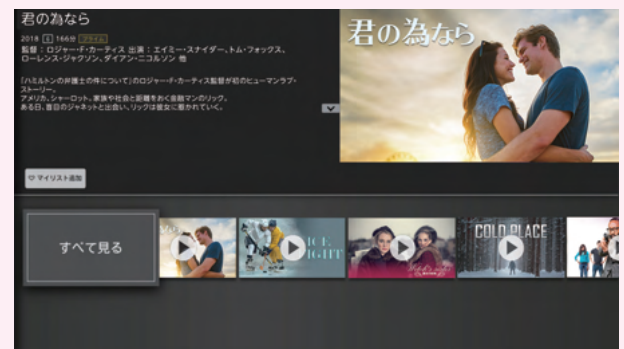 君の為なら
2018 G 166分 プライム
監督：ロジャー・F・カーティス 出演：エイミー・スナイダー、トム・フォックス、
ローレンス・ジャクソン、ダイアン・ニコルソン 他
「ハミルトンの弁護士の件について」のロジャー・F・カーティス監督が初のヒューマンラブ・
ストーリー。
アメリカ、シャーロット。家族や社会と距離をおく金融マンのリック。
ある日、盲目のジャネットと出会い、リックは彼女に惹かれていく。
君の為なら
マイリスト追加
すべて見る
ICE
COLD PLACE